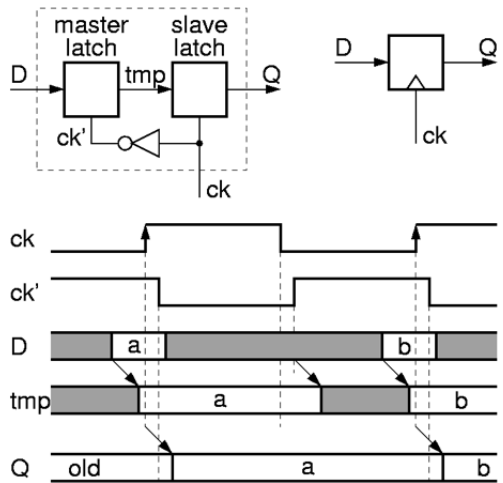 master slave
latch latch
D tmp Q
ck'
ck
D Q
ck
ck
ck'
D a b
tmp a b
Q old a b